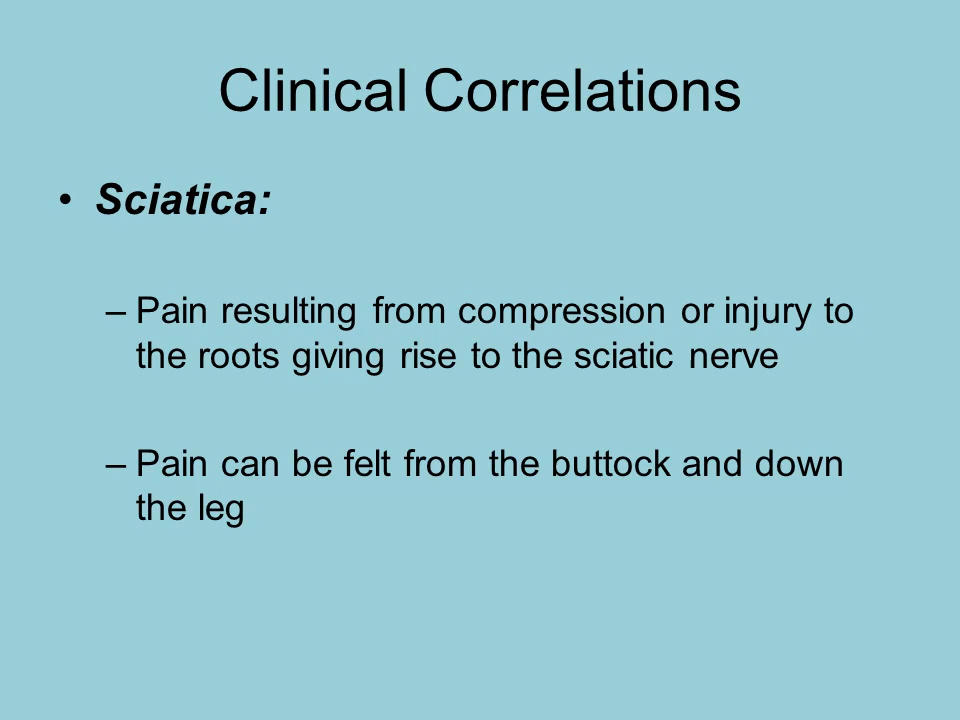 Clinical Correlations
• Sciatica:
– Pain resulting from compression or injury to
the roots giving rise to the sciatic nerve
– Pain can be felt from the buttock and down
the leg